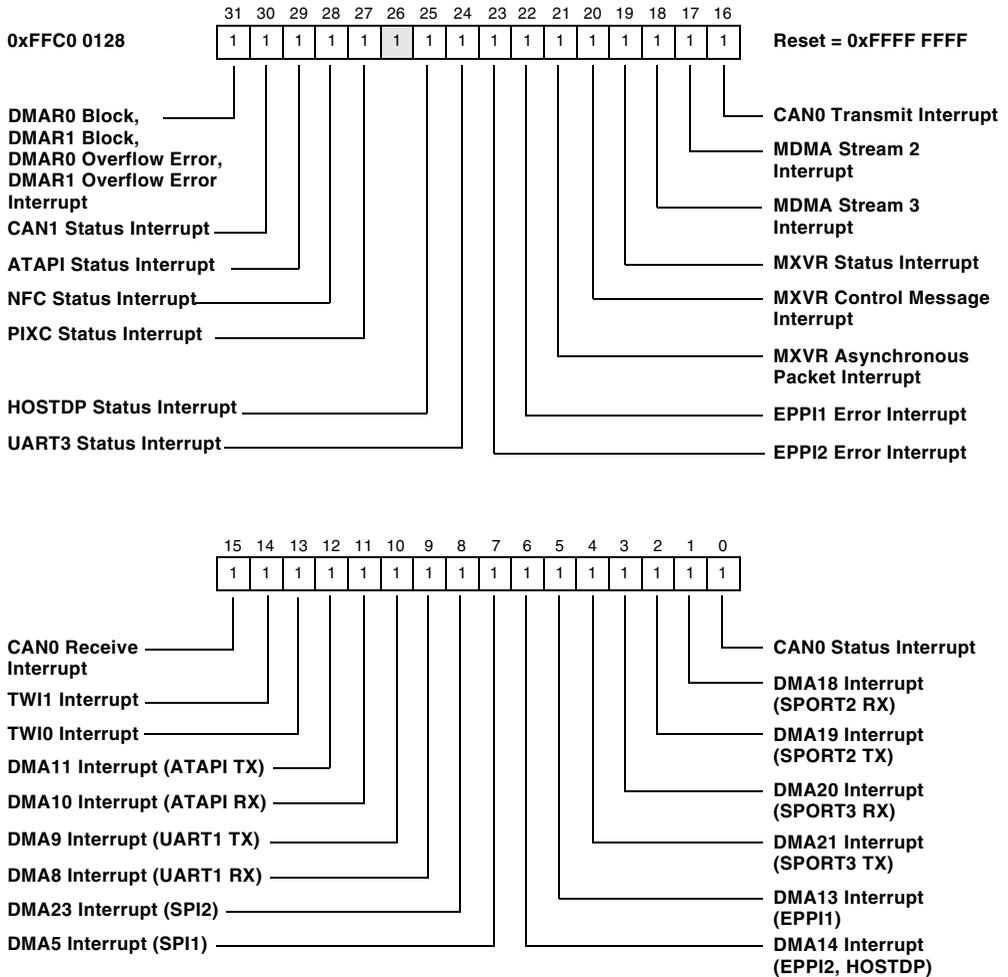 31 30 29 28 27 26 25 24 23 22 21 20 19 18 17 16
0xFFC0 0128
1 1 1 1 1 1 1 1 1 1 1 1 1 1 1 1
Reset = 0xFFFF FFFF
DMAR0 Block,
DMAR1 Block,
DMAR0 Overflow Error,
DMAR1 Overflow Error
Interrupt
CAN1 Status Interrupt
ATAPI Status Interrupt
NFC Status Interrupt
PIXC Status Interrupt
HOSTDP Status Interrupt
UART3 Status Interrupt
CAN0 Transmit Interrupt
MDMA Stream 2
Interrupt
MDMA Stream 3
Interrupt
MXVR Status Interrupt
MXVR Control Message
Interrupt
MXVR Asynchronous
Packet Interrupt
EPPI1 Error Interrupt
EPPI2 Error Interrupt
15 14 13 12 11 10 9 8 7 6 5 4 3 2 1 0
1 1 1 1 1 1 1 1 1 1 1 1 1 1 1 1
CAN0 Receive
Interrupt
TWI1 Interrupt
TWI0 Interrupt
DMA11 Interrupt (ATAPI TX)
DMA10 Interrupt (ATAPI RX)
DMA9 Interrupt (UART1 TX)
DMA8 Interrupt (UART1 RX)
DMA23 Interrupt (SPI2)
DMA5 Interrupt (SPI1)
CAN0 Status Interrupt
DMA18 Interrupt
(SPORT2 RX)
DMA19 Interrupt
(SPORT2 TX)
DMA20 Interrupt
(SPORT3 RX)
DMA21 Interrupt
(SPORT3 TX)
DMA13 Interrupt
(EPPI1)
DMA14 Interrupt
(EPPI2, HOSTDP)